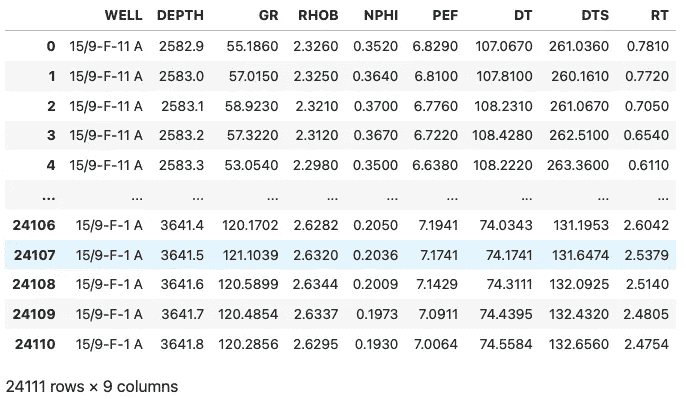 WELL DEPTH GR RHOB NPHI PEF DT DTS RT
0 15/9-F-11 A 2582.9 55.1860 2.3260 0.3520 6.8290 107.0670 261.0360 0.7810
1 15/9-F-11 A 2583.0 57.0150 2.3250 0.3640 6.8100 107.8100 260.1610 0.7720
2 15/9-F-11 A 2583.1 58.9230 2.3210 0.3700 6.7760 108.2310 261.0670 0.7050
3 15/9-F-11 A 2583.2 57.3220 2.3120 0.3670 6.7220 108.4280 262.5100 0.6540
4 15/9-F-11 A 2583.3 53.0540 2.2980 0.3500 6.6380 108.2220 263.3600 0.6110
... ... ... ... ... ... ... ... ... ...
24106 15/9-F-1 A 3641.4 120.1702 2.6282 0.2050 7.1941 74.0343 131.1953 2.6042
24107 15/9-F-1 A 3641.5 121.1039 2.6320 0.2036 7.1741 74.1741 131.6474 2.5379
24108 15/9-F-1 A 3641.6 120.5899 2.6344 0.2009 7.1429 74.3111 132.0925 2.5140
24109 15/9-F-1 A 3641.7 120.4854 2.6337 0.1973 7.0911 74.4395 132.4320 2.4805
24110 15/9-F-1 A 3641.8 120.2856 2.6295 0.1930 7.0064 74.5584 132.6560 2.4754
24111 rows × 9 columns